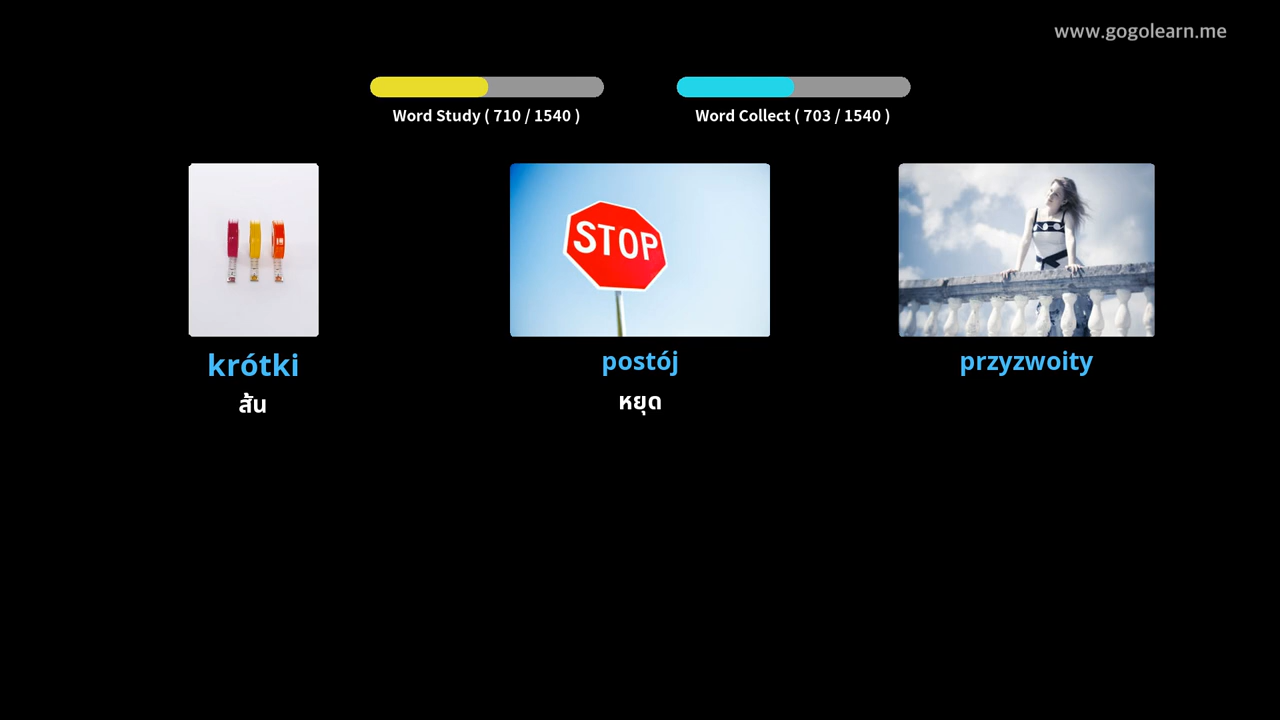 www.gogolearn.me
Word Study ( 710 / 1540 )
Word Collect ( 703 / 1540 )
STOP
krótki
postój
przyzwoity
สั้น
หยุด